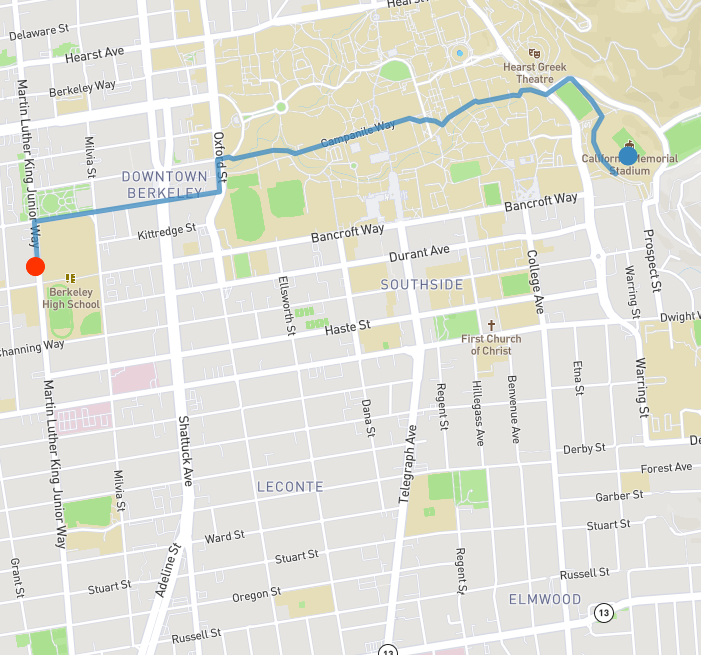 Hearst
Delaware St
Hearst Ave
Hearst Greek
Theatre
Berkeley Way
Martin Luther King Junior Way
Milvia St
Oxford St
Campanile Way
DOWNTOWN
BERKELEY
California Memorial
Stadium
Bancroft Way
Kittredge St
Bancroft Way
Durant Ave
College Ave
Prospect St
Warring St
Berkeley
High School
Ellsworth St
SOUTHSIDE
Haste St
First Church
of Christ
Dwight W
Channing Way
Martin Luther King Junior Way
Shattuck Ave
Dana St
Telegraph Ave
Regent St
Hillegass Ave
Benvenue Ave
Etna St
Warring St
Derby St
De
Milvia St
LECONTE
Forest Ave
Garber St
Stuart St
Ward St
Adeline St
Stuart St
Regent St
Russell St
Grant St
Stuart St
Oregon St
ELMWOOD
13
Russell St
13